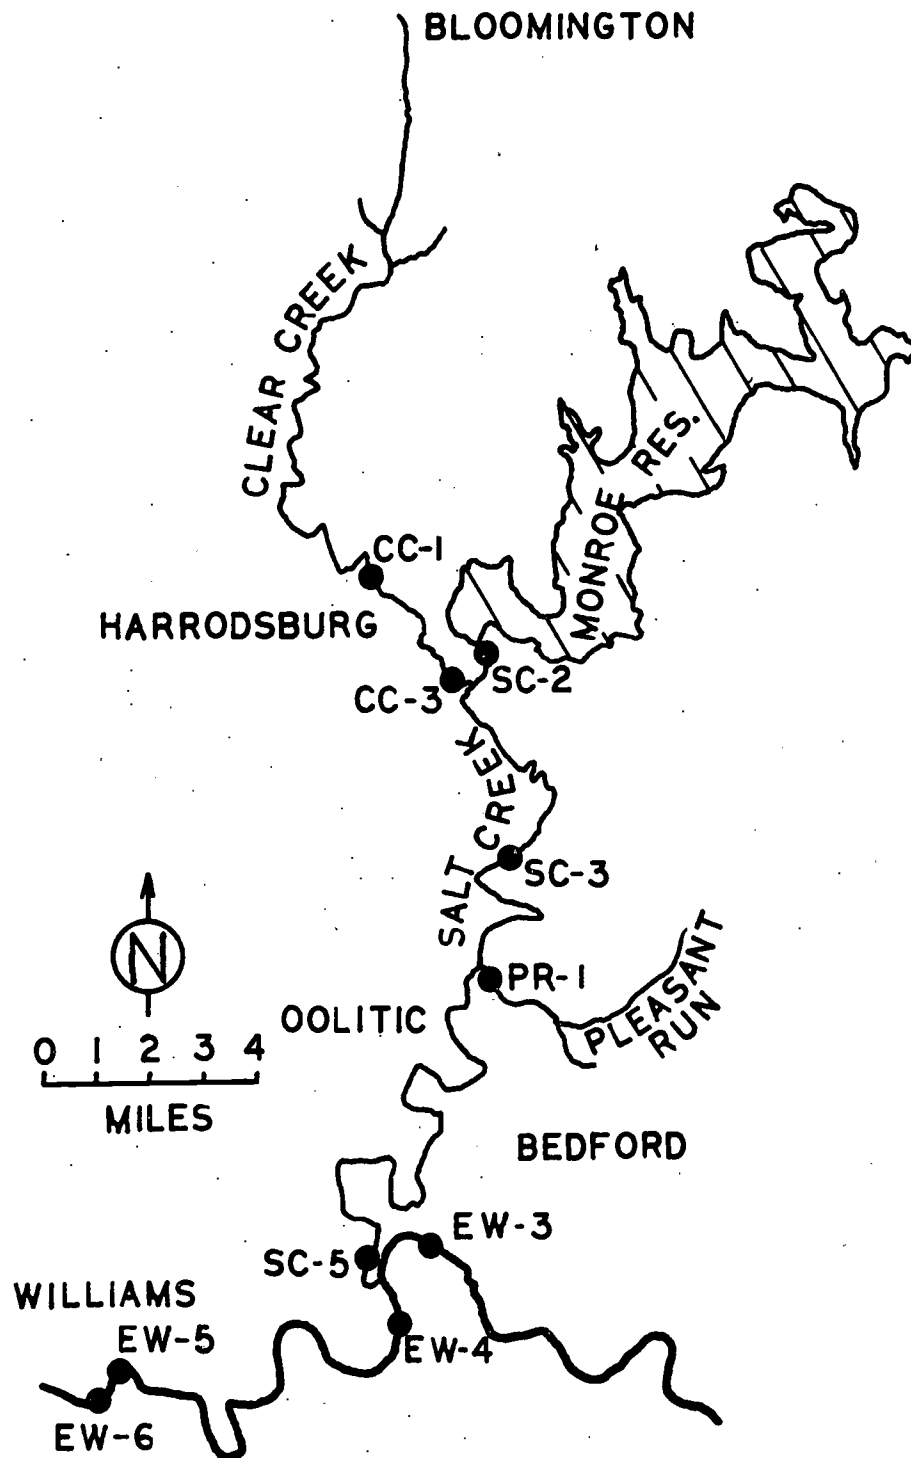 BLOOMINGTON
CLEAR CREEK
MONROE RES.
CC-1
HARRODSBURG
SC-2
CC-3
SALT CREEK
SC-3
PR-1
PLEASANT
RUN
OOLITIC
N
0 1 2 3 4
MILES
BEDFORD
EW-3
SC-5
WILLIAMS
EW-5
EW-4
EW-6